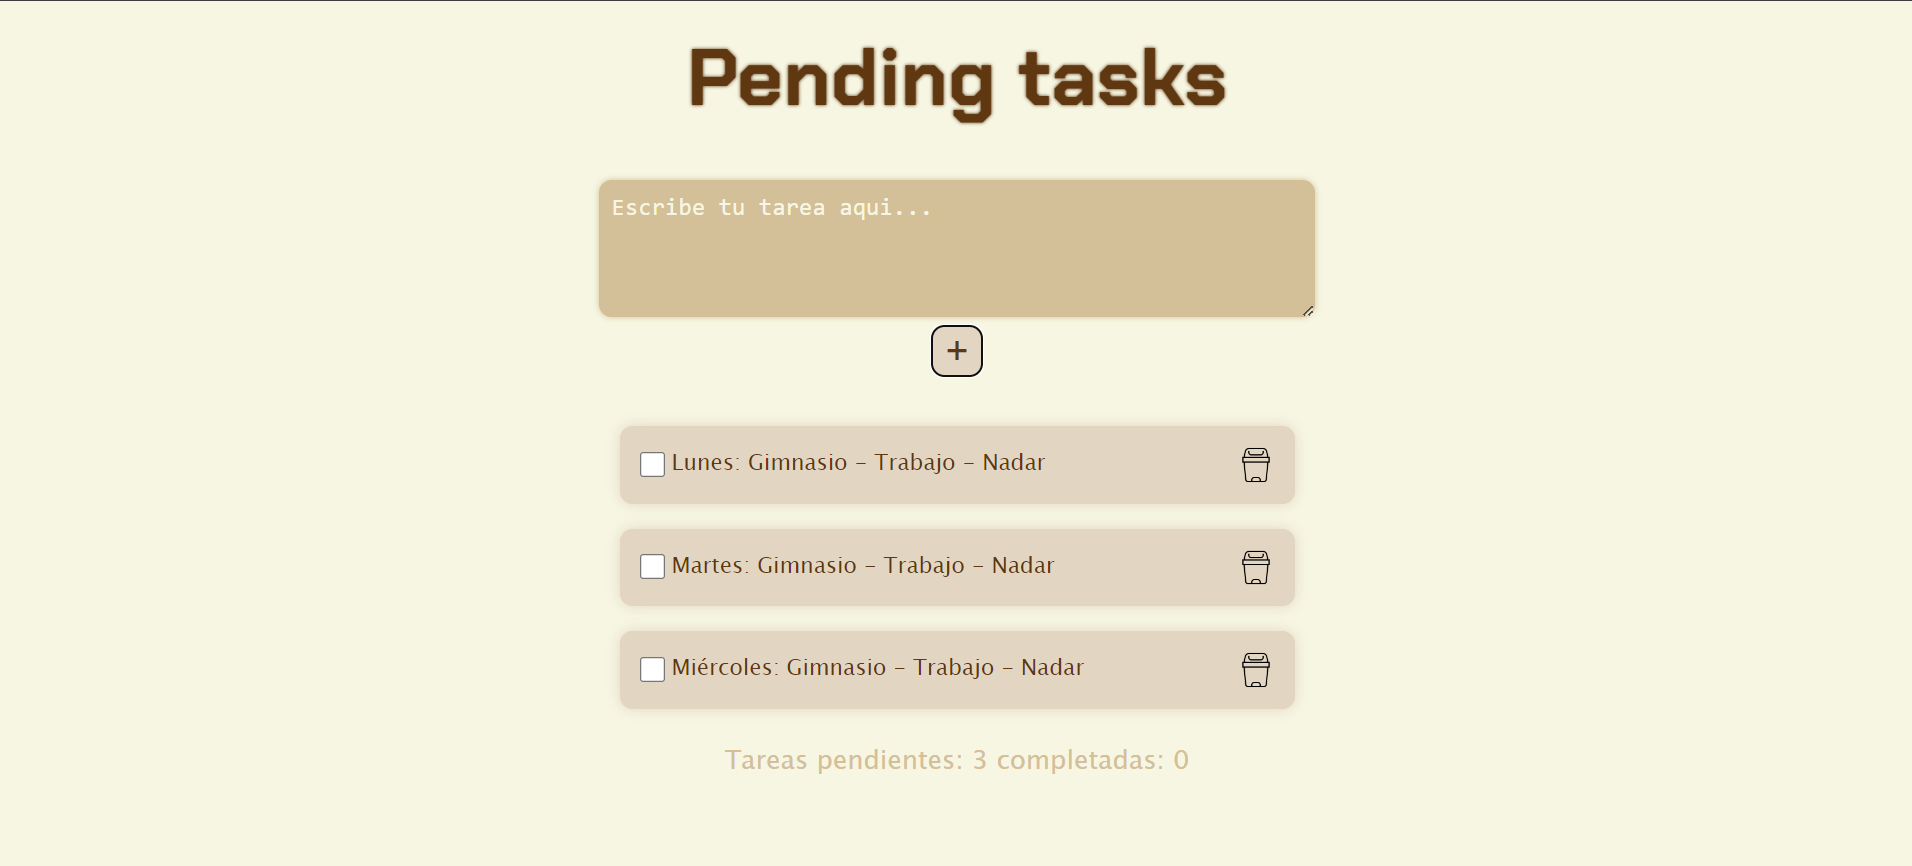 Pending tasks
Escribe tu tarea aqui...
+
Lunes: Gimnasio - Trabajo - Nadar
Martes: Gimnasio - Trabajo - Nadar
Miércoles: Gimnasio - Trabajo - Nadar
Tareas pendientes: 3 completadas: 0